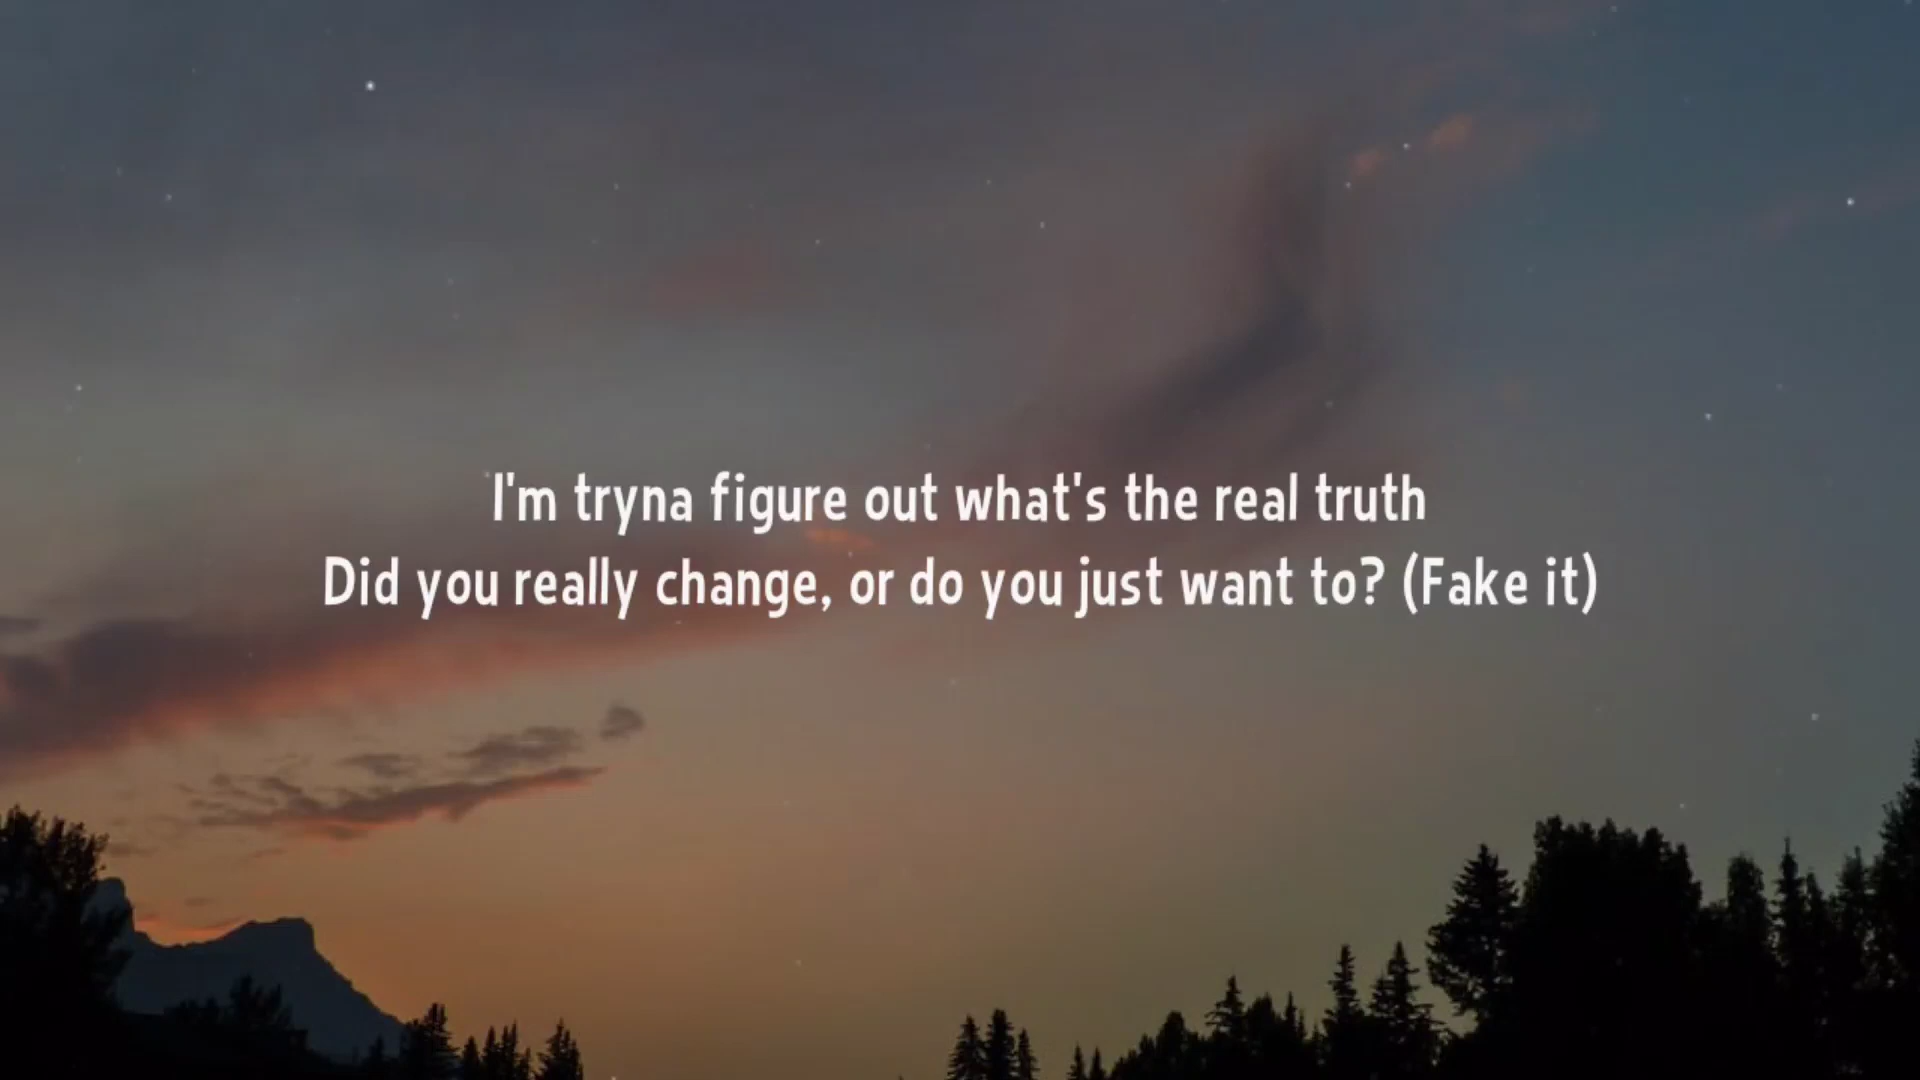 I'm tryna figure out what's the real truth
Did you really change, or do you just want to? (Fake it)